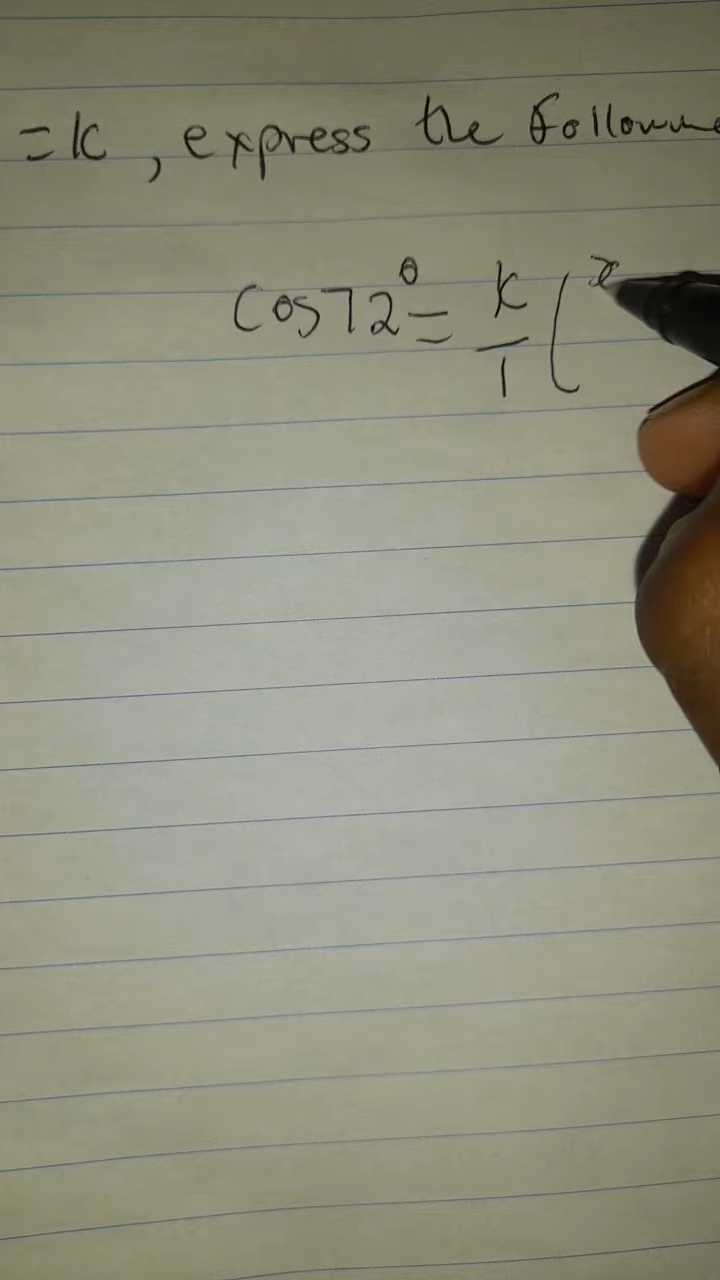 =k, express the
cos72° = k/1 (x